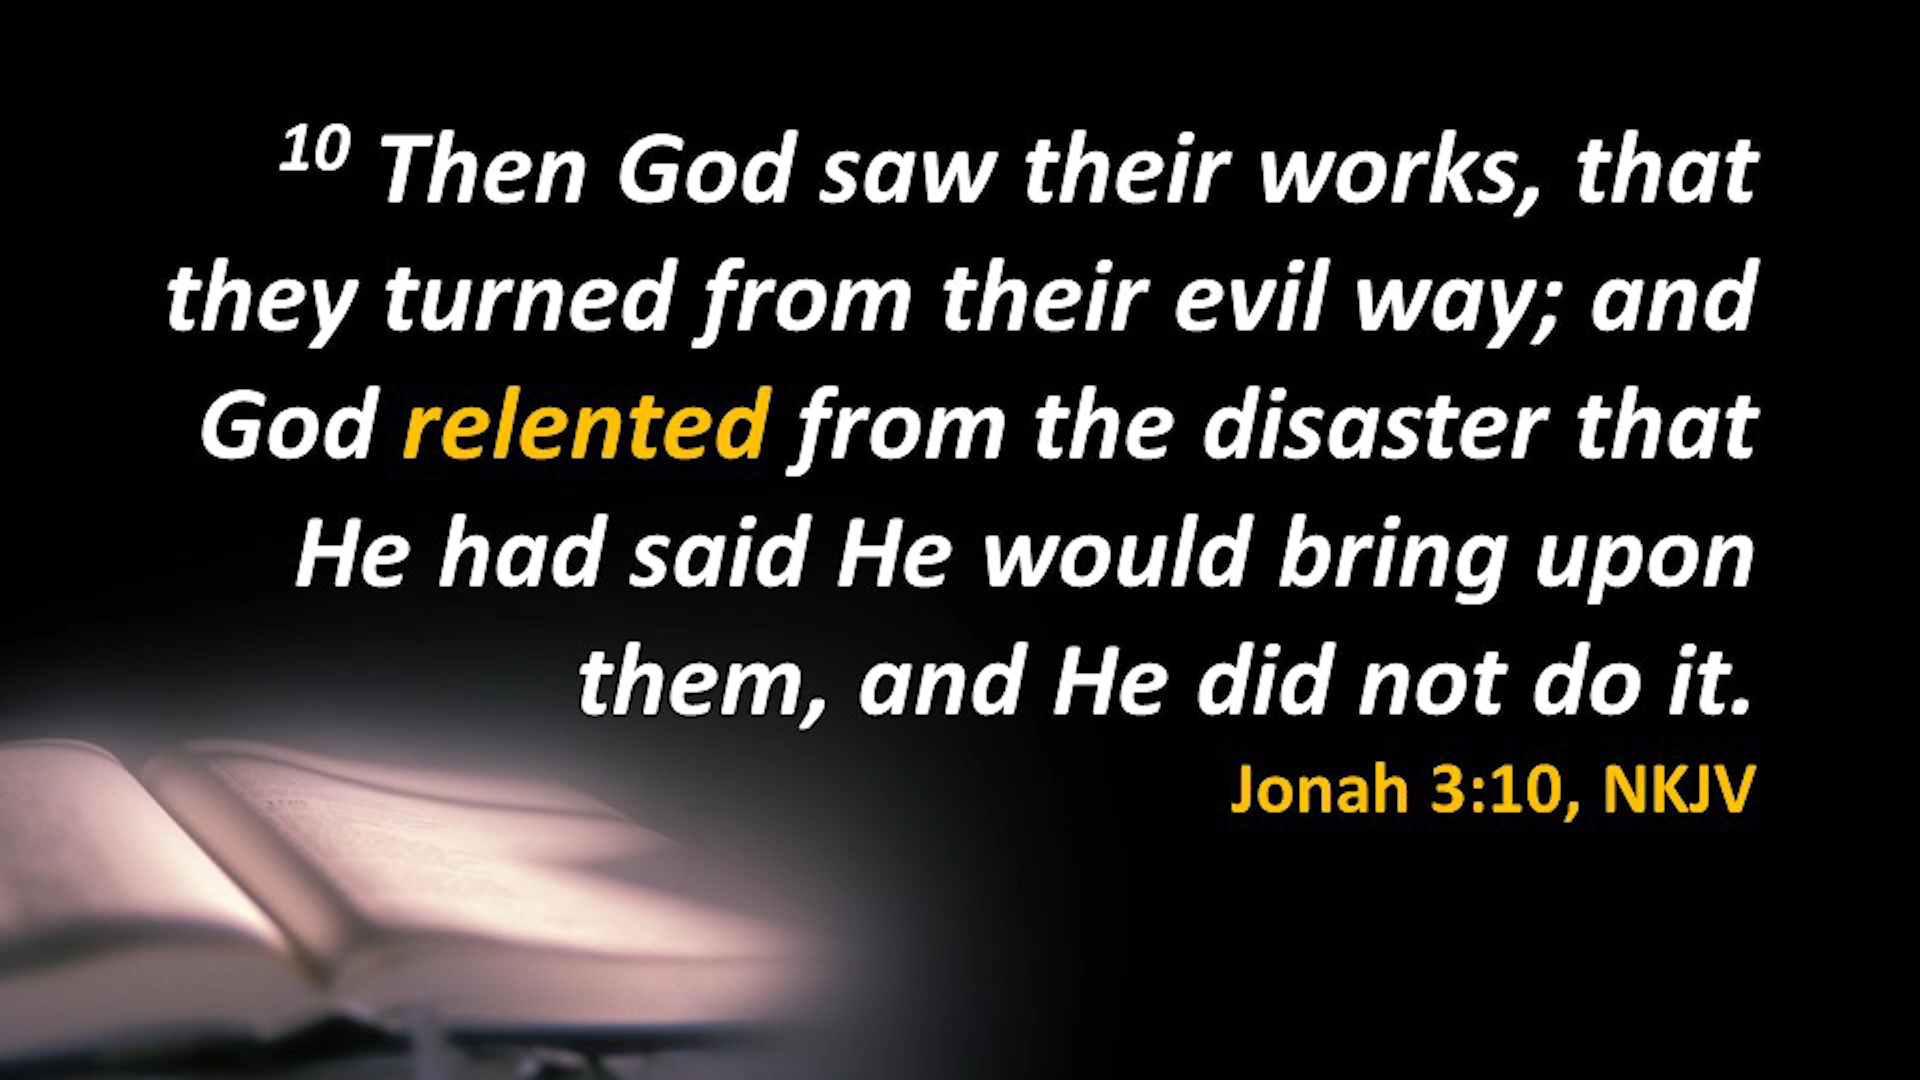 10 Then God saw their works, that
they turned from their evil way; and
God relented from the disaster that
He had said He would bring upon
them, and He did not do it.
Jonah 3:10, NKJV